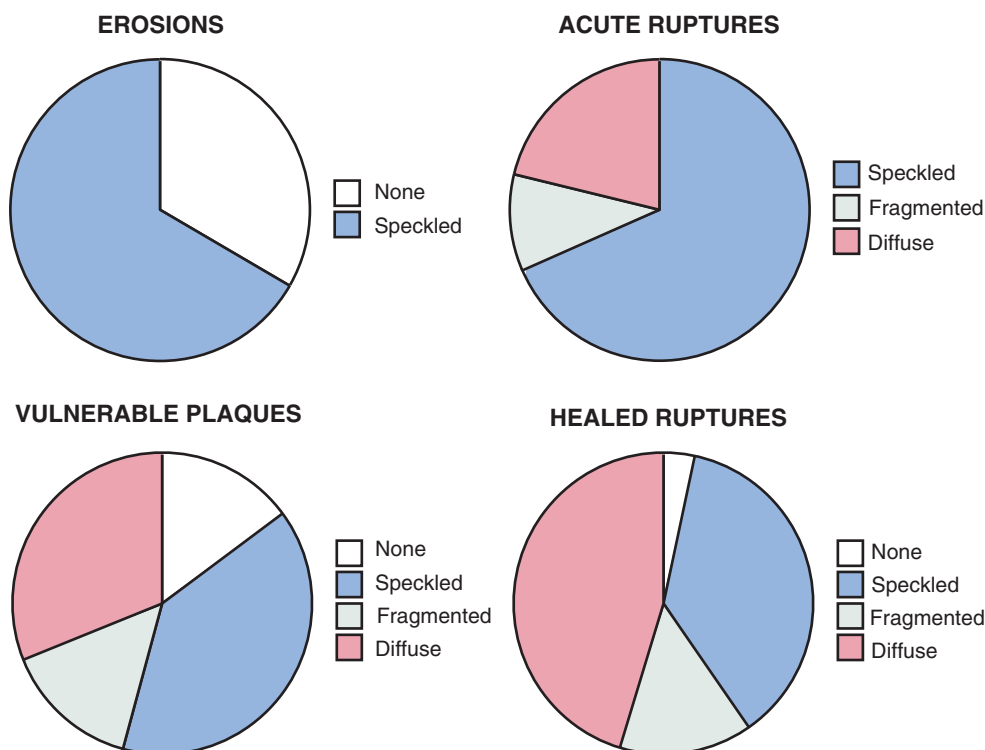 EROSIONS
None
Speckled
ACUTE RUPTURES
Speckled
Fragmented
Diffuse
VULNERABLE PLAQUES
None
Speckled
Fragmented
Diffuse
HEALED RUPTURES
None
Speckled
Fragmented
Diffuse